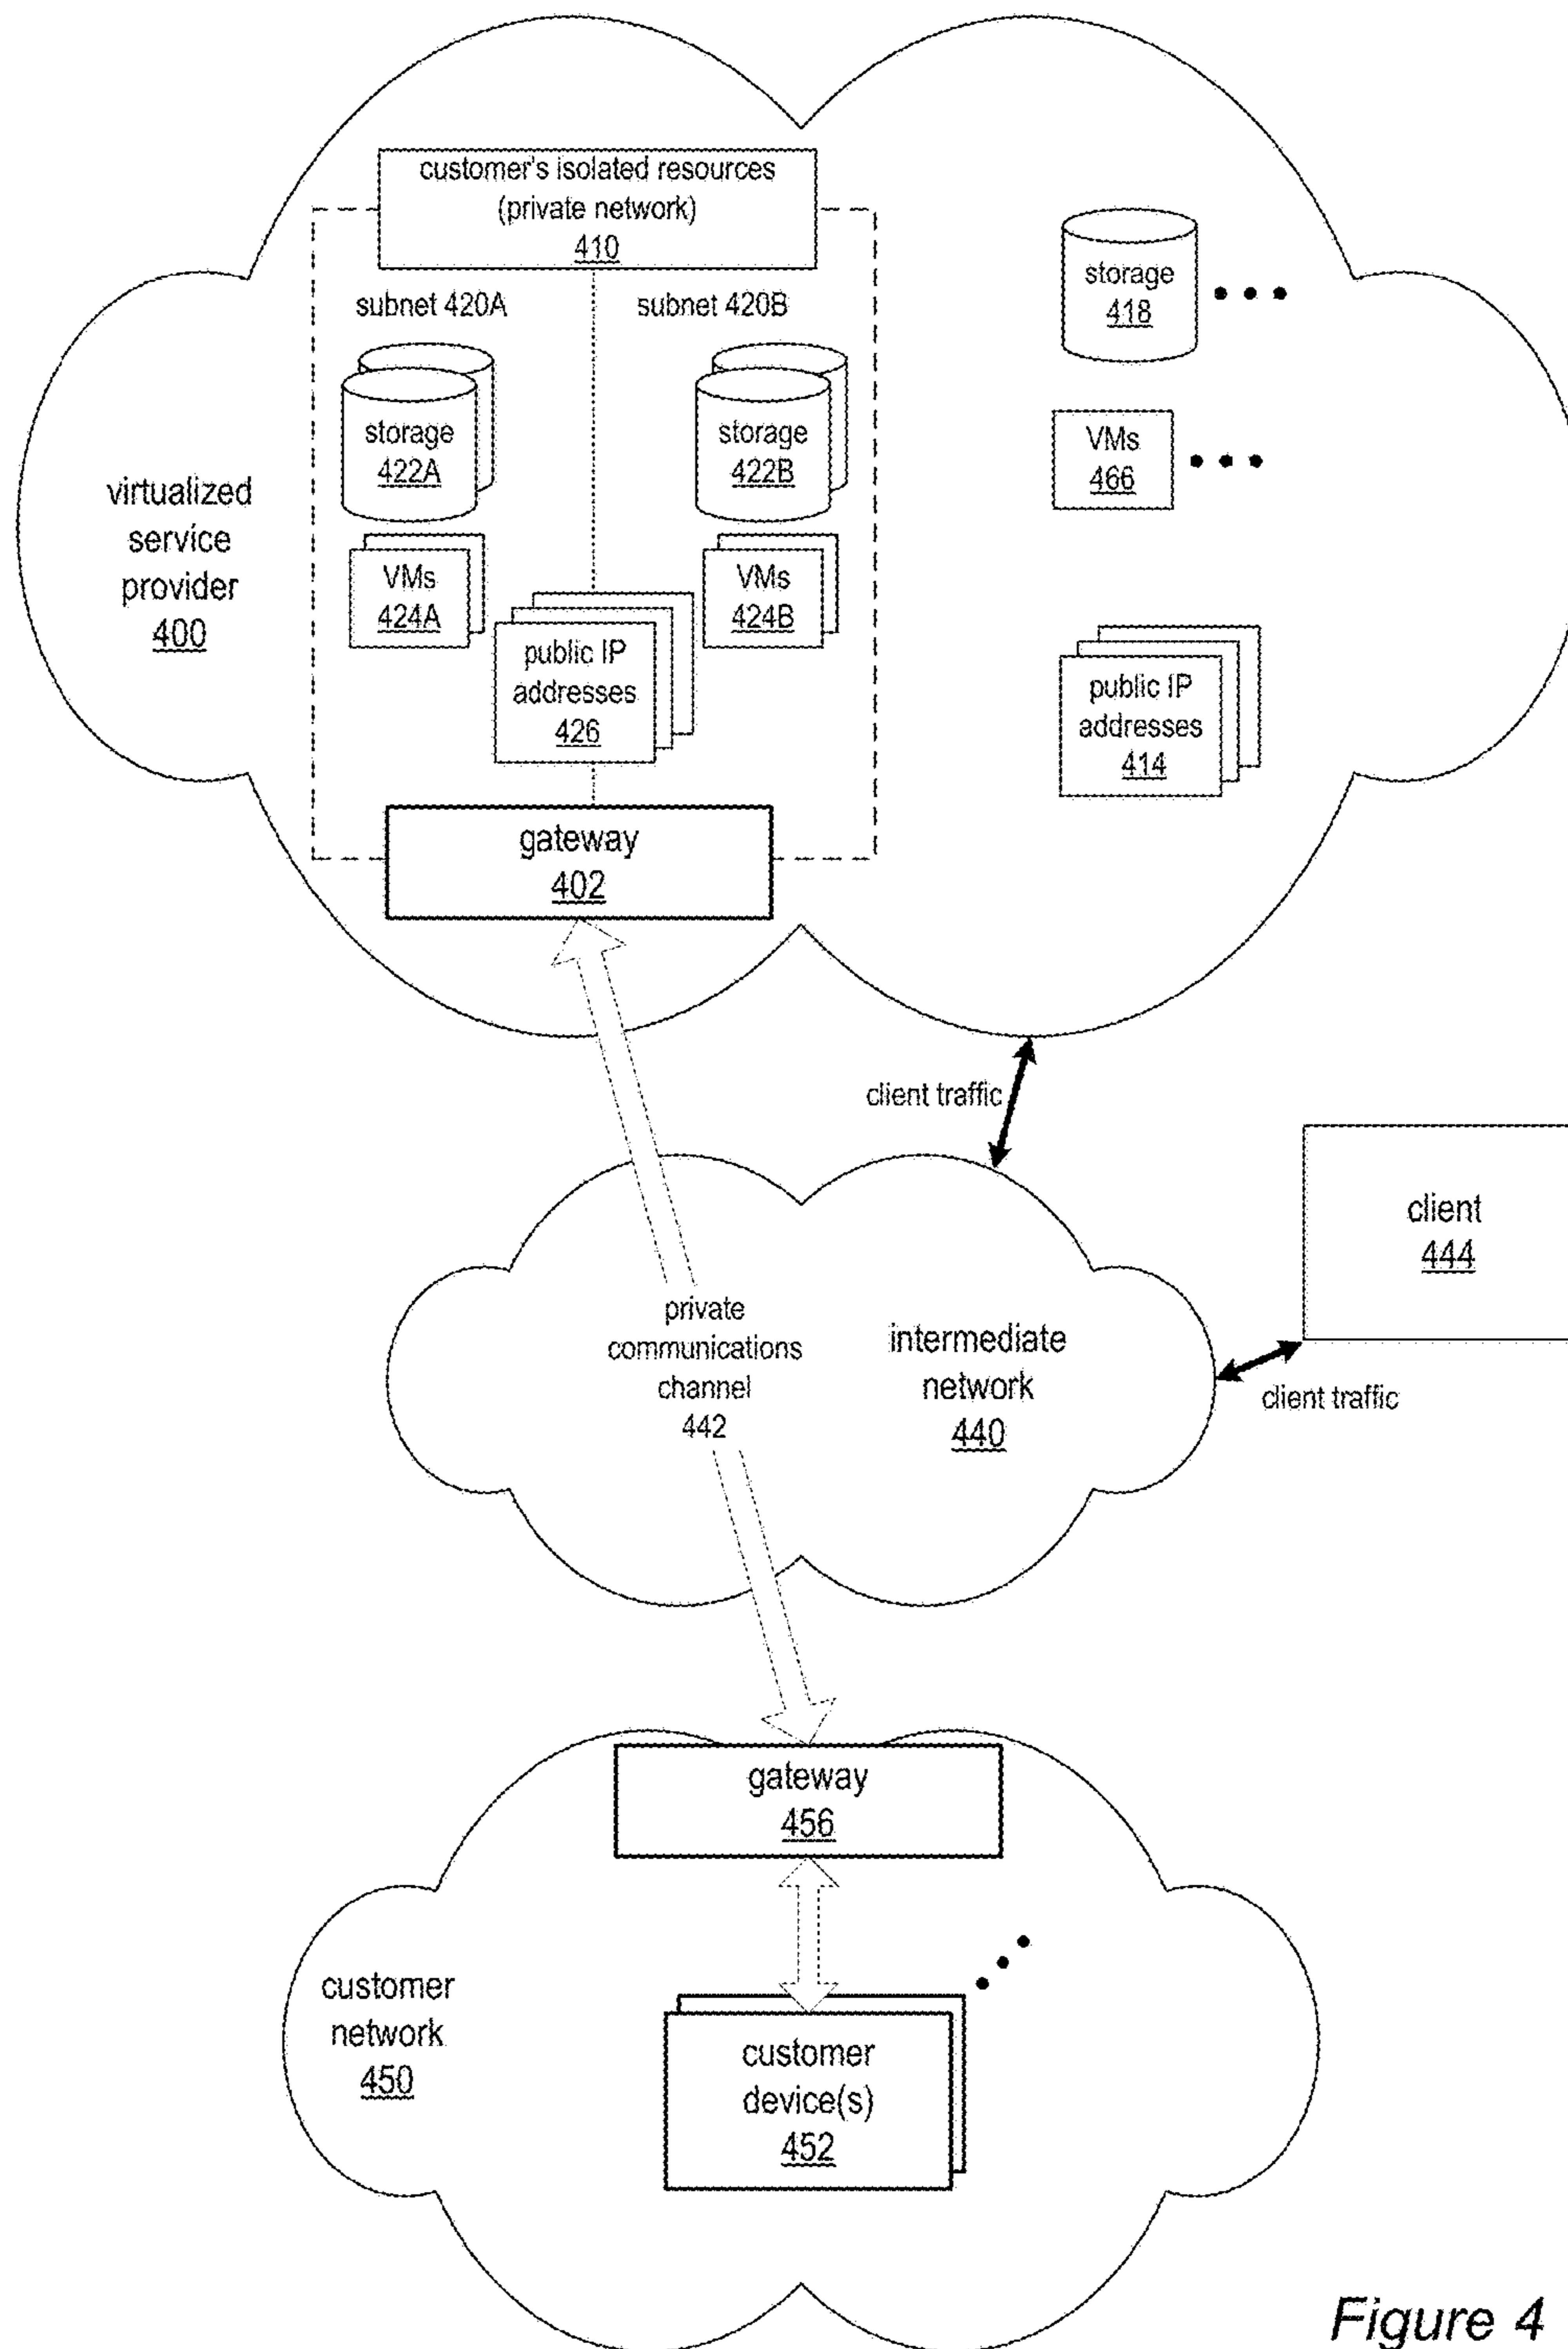 customer's isolated resources
(private network)
410
subnet 420A
subnet 420B
storage
418
storage
422A
storage
422B
VMs
466
virtualized
service
provider
400
VMs
424A
VMs
424B
public IP
addresses
426
public IP
addresses
414
gateway
402
client traffic
client
444
private
communications
channel
442
intermediate
network
440
client traffic
gateway
456
customer
network
450
customer
device(s)
452
Figure 4